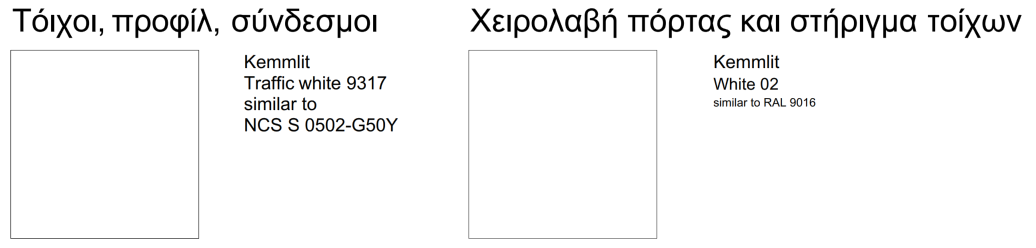 Τόιχοι, προφίλ, σύνδεσμοι
Kemmlit
Traffic white 9317
similar to
NCS S 0502-G50Y
Χειρολαβή πόρτας και στήριγμα τοίχων
Kemmlit
White 02
similar to RAL 9016